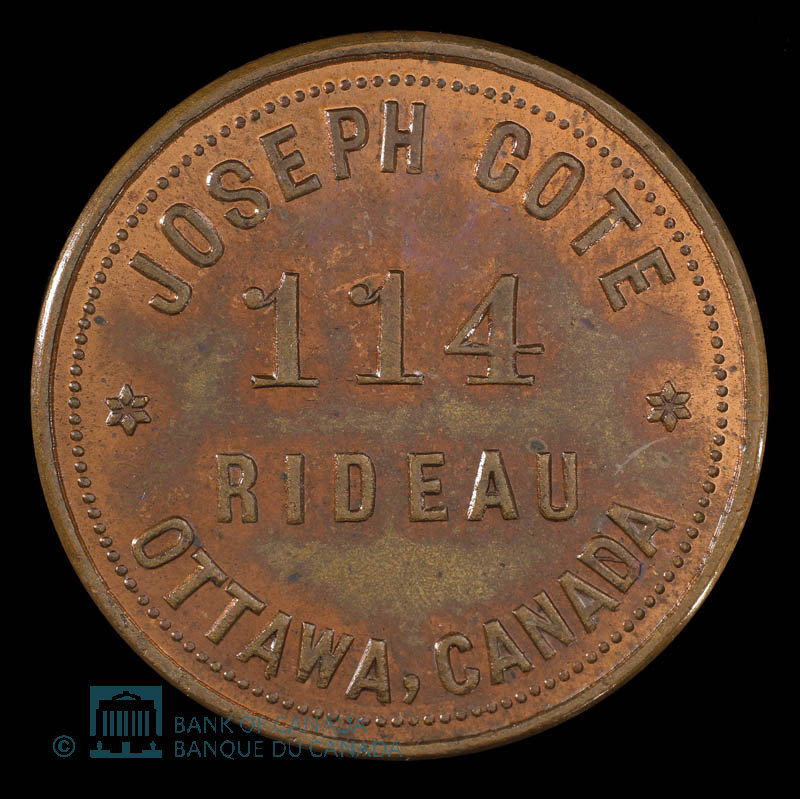 JOSEPH COTE
114
RIDEAU
OTTAWA, CANADA
© BANK OF CANADA
BANQUE DU CANADA